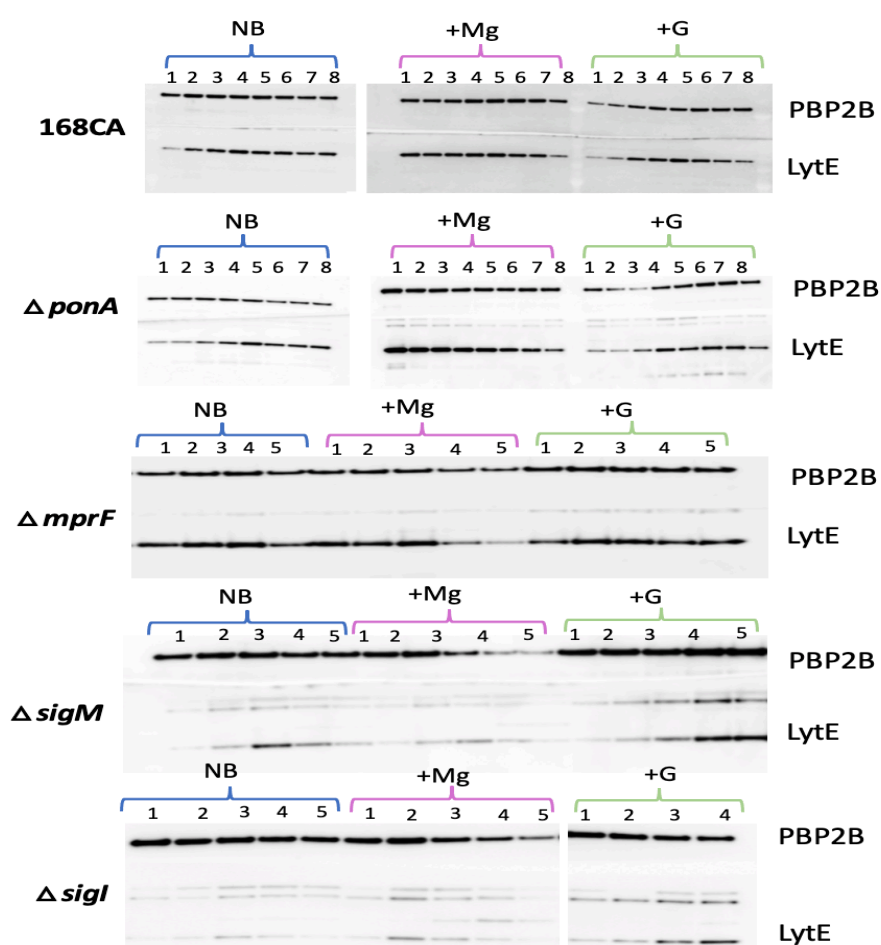 NB +Mg +G
1 2 3 4 5 6 7 8 1 2 3 4 5 6 7 8 1 2 3 4 5 6 7 8
168CA PBP2B
LytE
NB +Mg +G
1 2 3 4 5 6 7 8 1 2 3 4 5 6 7 8 1 2 3 4 5 6 7 8
Δ ponA PBP2B
LytE
NB +Mg +G
1 2 3 4 5 1 2 3 4 5 1 2 3 4 5
PBP2B
Δ mprF LytE
NB +Mg +G
1 2 3 4 5 1 2 3 4 5 1 2 3 4 5
PBP2B
Δ sigM LytE
NB +Mg +G
1 2 3 4 5 1 2 3 4 5 1 2 3 4
PBP2B
Δ sigI LytE